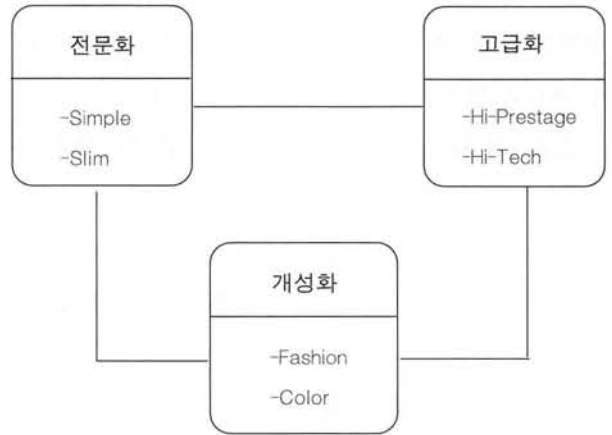 전문화
-Simple
-Slim
고급화
-Hi-Prestage
-Hi-Tech
개성화
-Fashion
-Color